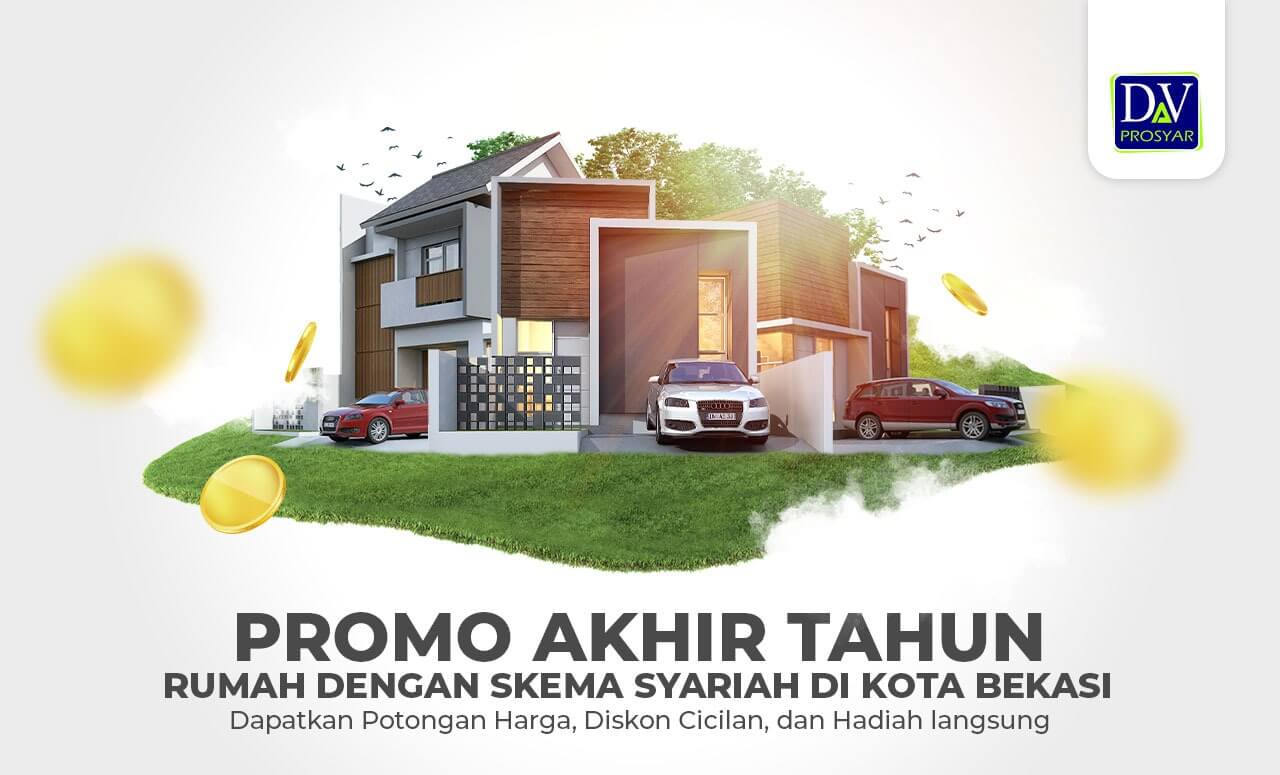 DAV
PROSYAR
PROMO AKHIR TAHUN
RUMAH DENGAN SKEMA SYARIAH DI KOTA BEKASI
Dapatkan Potongan Harga, Diskon Cicilan, dan Hadiah langsung